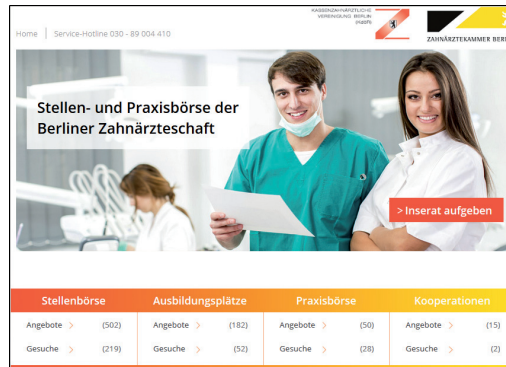 KASSENZAHNÄRZTLICHE
VEREINIGUNG BERLIN
Home | Service-Hotline 030 - 89 004 410
ZAHNÄRZTEKAMMER BER
Stellen- und Praxisbörse der
Berliner Zahnärzteschaft
> Inserat aufgeben
Stellenbörse Ausbildungsplätze Praxisbörse Kooperationen
Angebote > (502) Angebote > (182) Angebote > (50) Angebote > (15)
Gesuche > (219) Gesuche > (52) Gesuche > (28) Gesuche > (2)